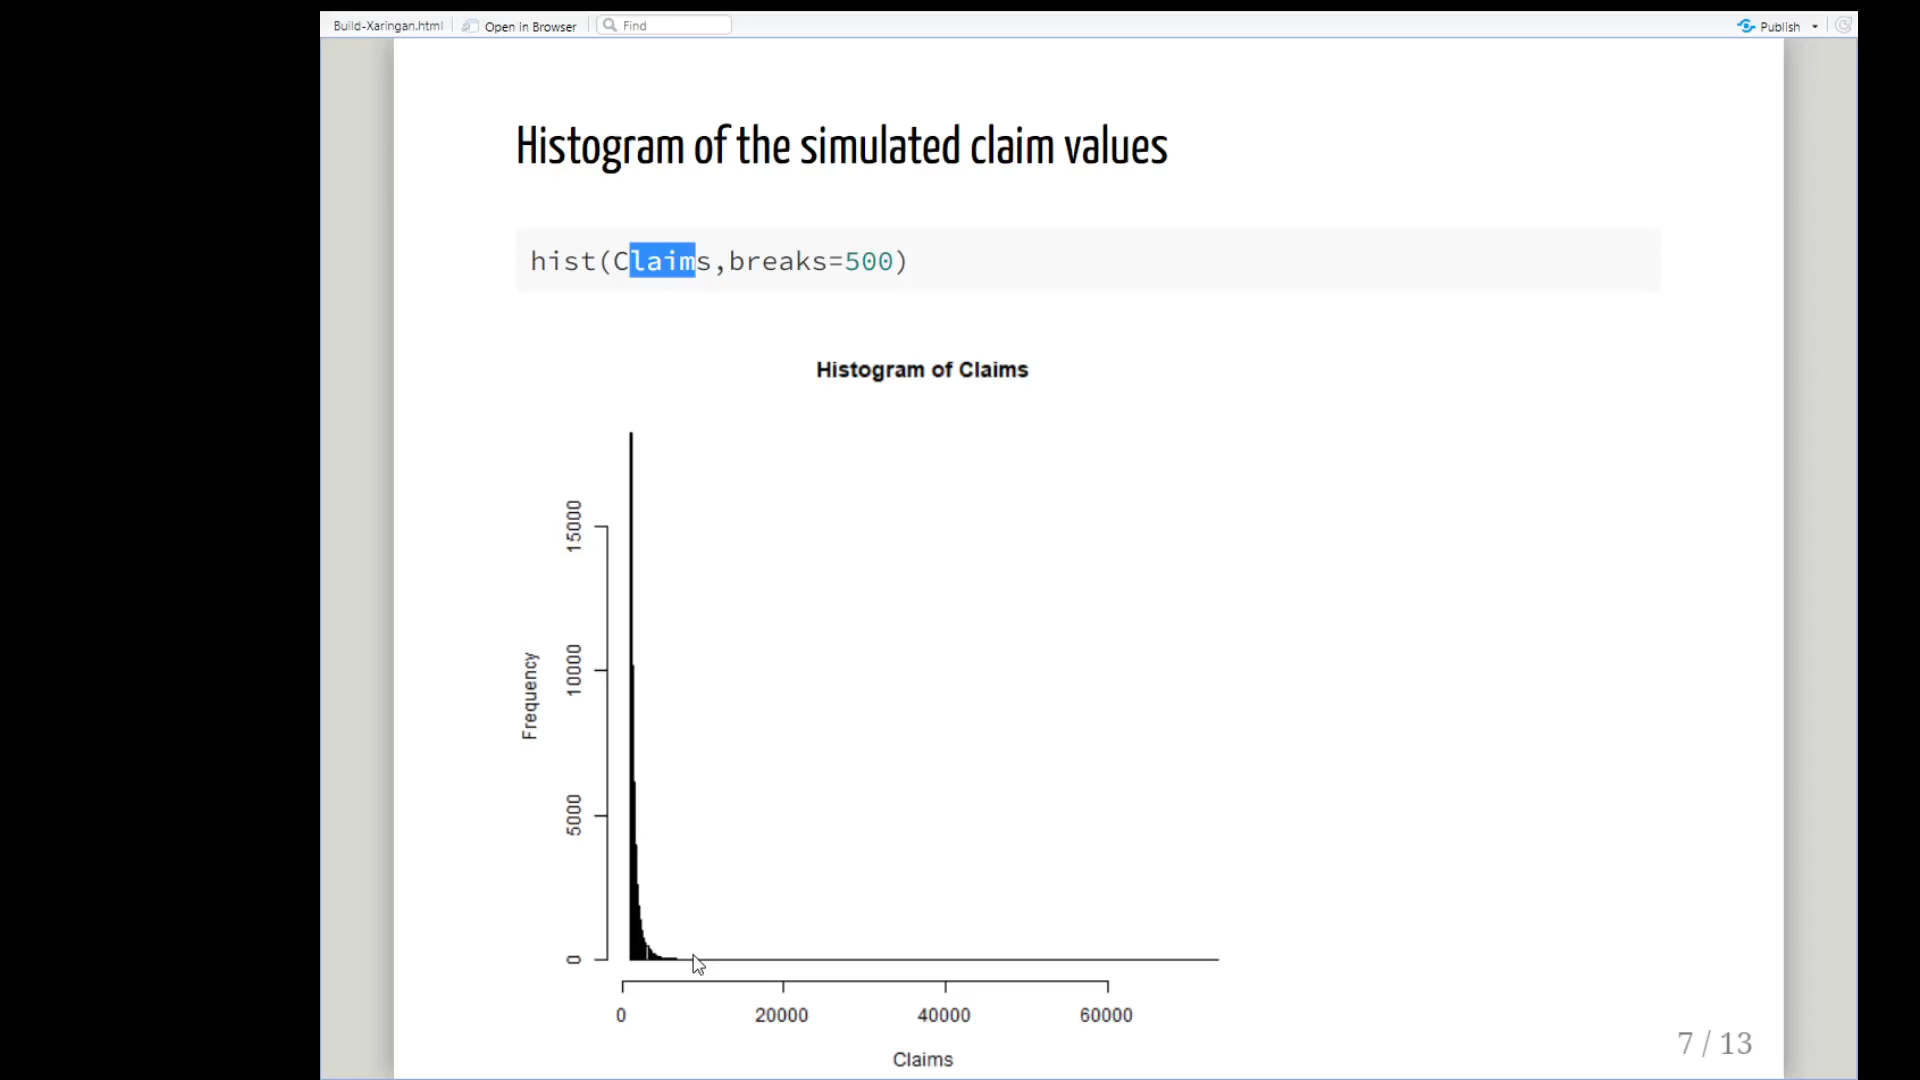 Build-Xaringan.html Open in Browser Find Publish
Histogram of the simulated claim values
hist(Claims,breaks=500)
Histogram of Claims
15000
10000
5000
0
Frequency
0 20000 40000 60000
Claims
7 / 13